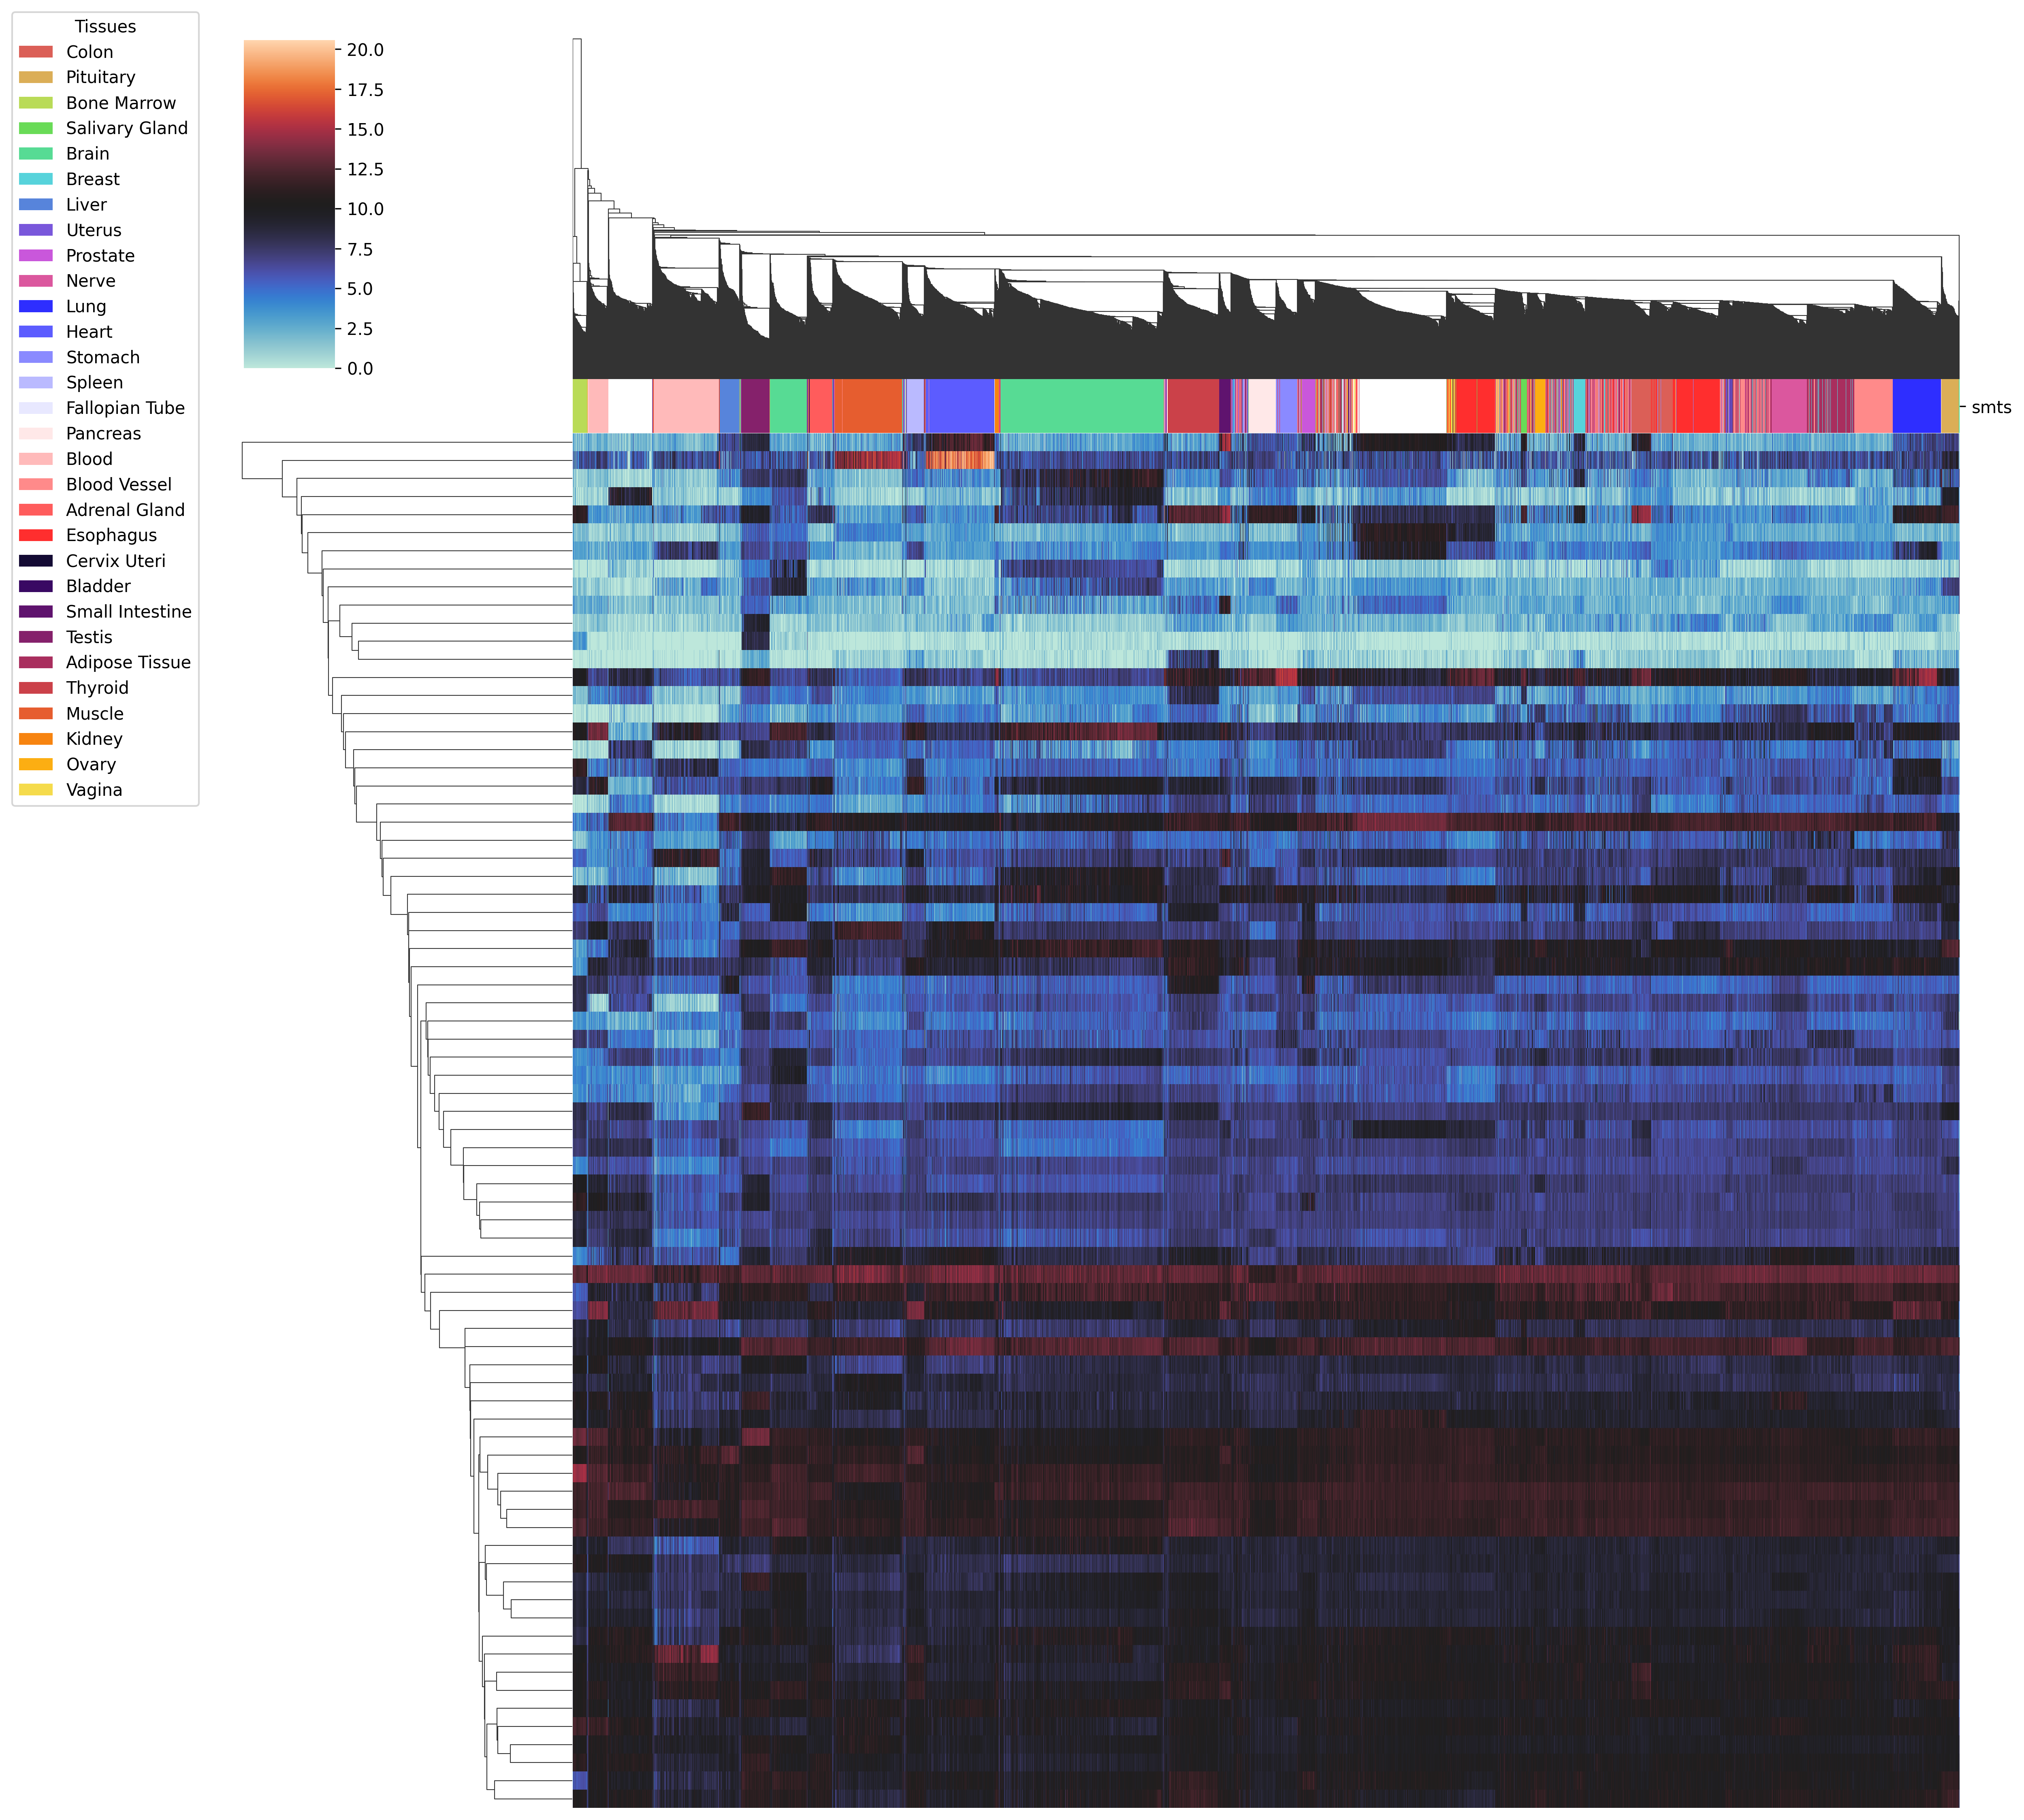 Tissues
Colon
Pituitary
Bone Marrow
Salivary Gland
Brain
Breast
Liver
Uterus
Prostate
Nerve
Lung
Heart
Stomach
Spleen
Fallopian Tube
Pancreas
Blood
Blood Vessel
Adrenal Gland
Esophagus
Cervix Uteri
Bladder
Small Intestine
Testis
Adipose Tissue
Thyroid
Muscle
Kidney
Ovary
Vagina
20.0
17.5
15.0
12.5
10.0
7.5
5.0
2.5
0.0
smts